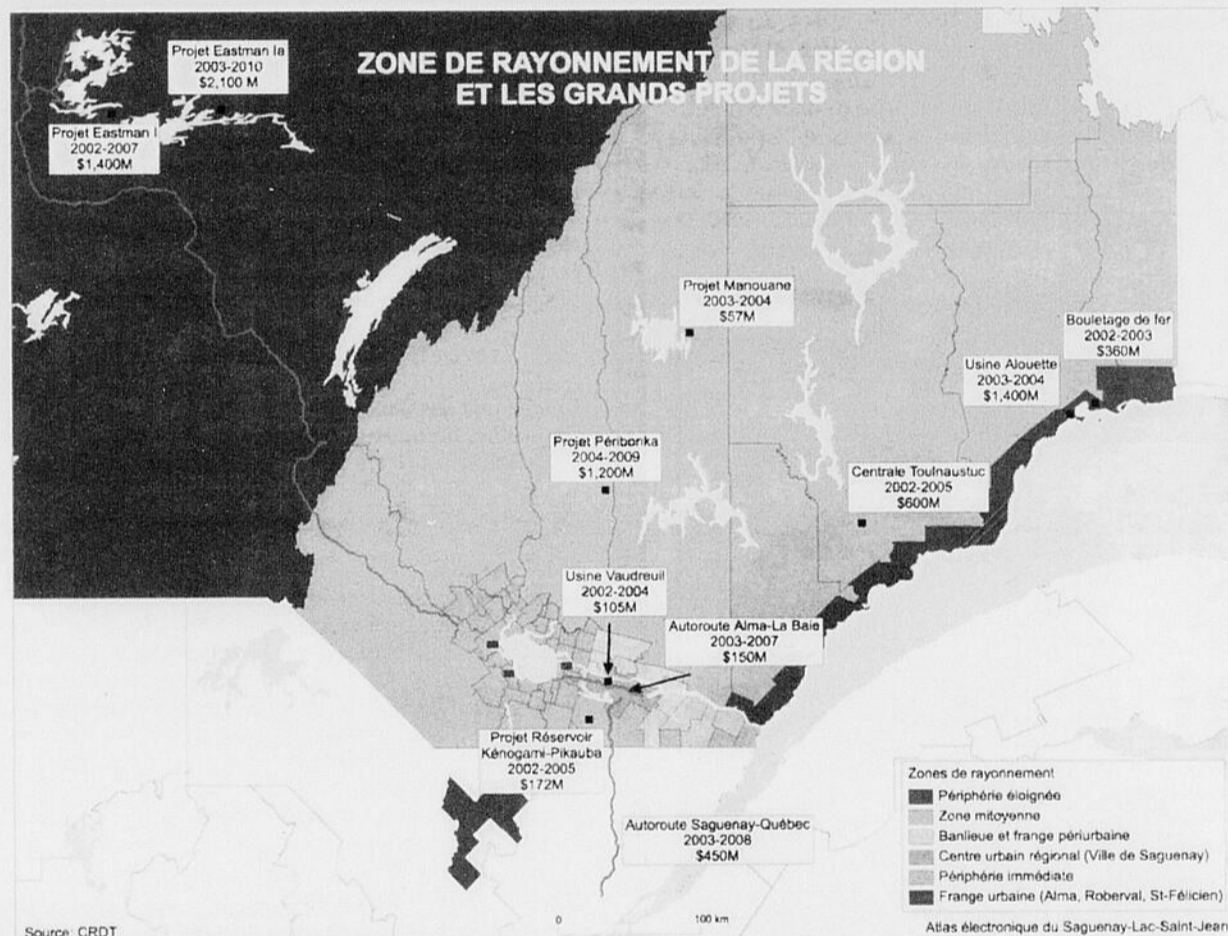 ZONE DE RAYONNEMENT DE LA RÉGION
ET LES GRANDS PROJETS
Projet Eastman Ia
2003-2010
$2,100 M
Projet Eastman I
2002-2007
$1,400M
Projet Manouane
2003-2004
$57M
Bouletage de fer
2002-2003
$360M
Usine Alouette
2003-2004
$1,400M
Projet Péribonka
2004-2009
$1,200M
Centrale Toulnaustuc
2002-2005
$600M
Usine Vaudreuil
2002-2004
$105M
Autoroute Alma-La Baie
2003-2007
$150M
Projet Réservoir
Kénogami-Pikauba
2002-2005
$172M
Autoroute Saguenay-Québec
2003-2008
$450M
Zones de rayonnement
Périphérie éloignée
Zone mitoyenne
Banlieue et frange périurbaine
Centre urbain régional (Ville de Saguenay)
Périphérie immédiate
Frange urbaine (Alma, Roberval, St-Félicien)
0 100 km
Source: CRDT
Atlas électronique du Saguenay-Lac-Saint-Jean